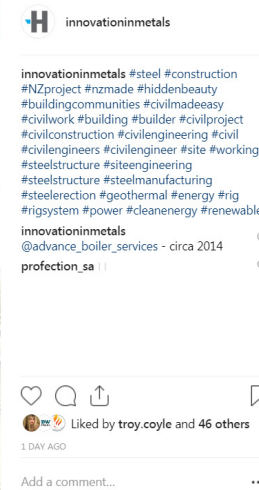 innovationinmetals
innovationinmetals #steel #construction
#NZproject #nzmade #hiddenbeauty
#buildingcommunities #civilmadeeasy
#civilwork #building #builder #civilproject
#civilconstruction #civilengineering #civil
#civilengineers #civilengineer #site #working
#steelstructure #siteengineering
#steelstructure #steelmanufacturing
#steelerection #geothermal #energy #rig
#rigsystem #power #cleanenergy #renewable
innovationinmetals
@advance_boiler_services - circa 2014
profection_sa
Liked by troy.coyle and 46 others
1 DAY AGO
Add a comment...